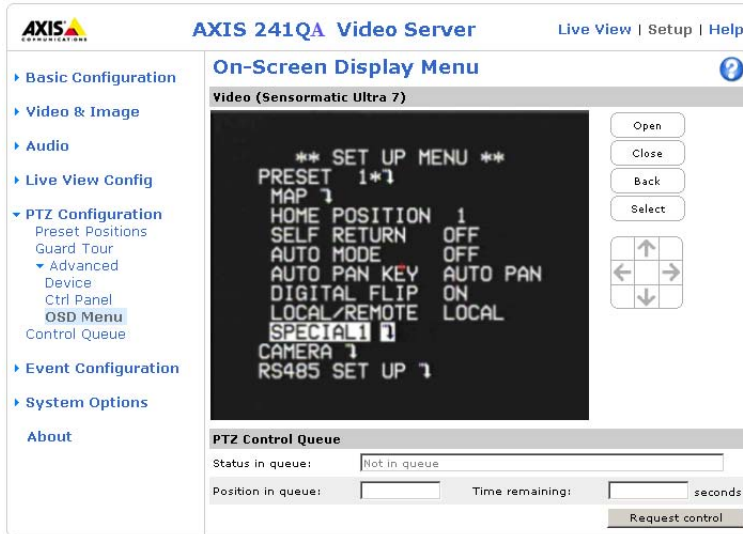 AXIS
COMMUNICATIONS
AXIS 241QA Video Server
Live View | Setup | Help
Basic Configuration
Video & Image
Audio
Live View Config
PTZ Configuration
Preset Positions
Guard Tour
Advanced
Device
Ctrl Panel
OSD Menu
Control Queue
Event Configuration
System Options
About
On-Screen Display Menu
?
Video (Sensormatic Ultra 7)
** SET UP MENU **
PRESET 1*↴
MAP ↴
HOME POSITION 1
SELF RETURN OFF
AUTO MODE OFF
AUTO PAN KEY AUTO PAN
DIGITAL FLIP ON
LOCAL/REMOTE LOCAL
SPECIAL1 ↴
CAMERA ↴
RS485 SET UP ↴
Open
Close
Back
Select
PTZ Control Queue
Status in queue: Not in queue
Position in queue: Time remaining: seconds
Request control